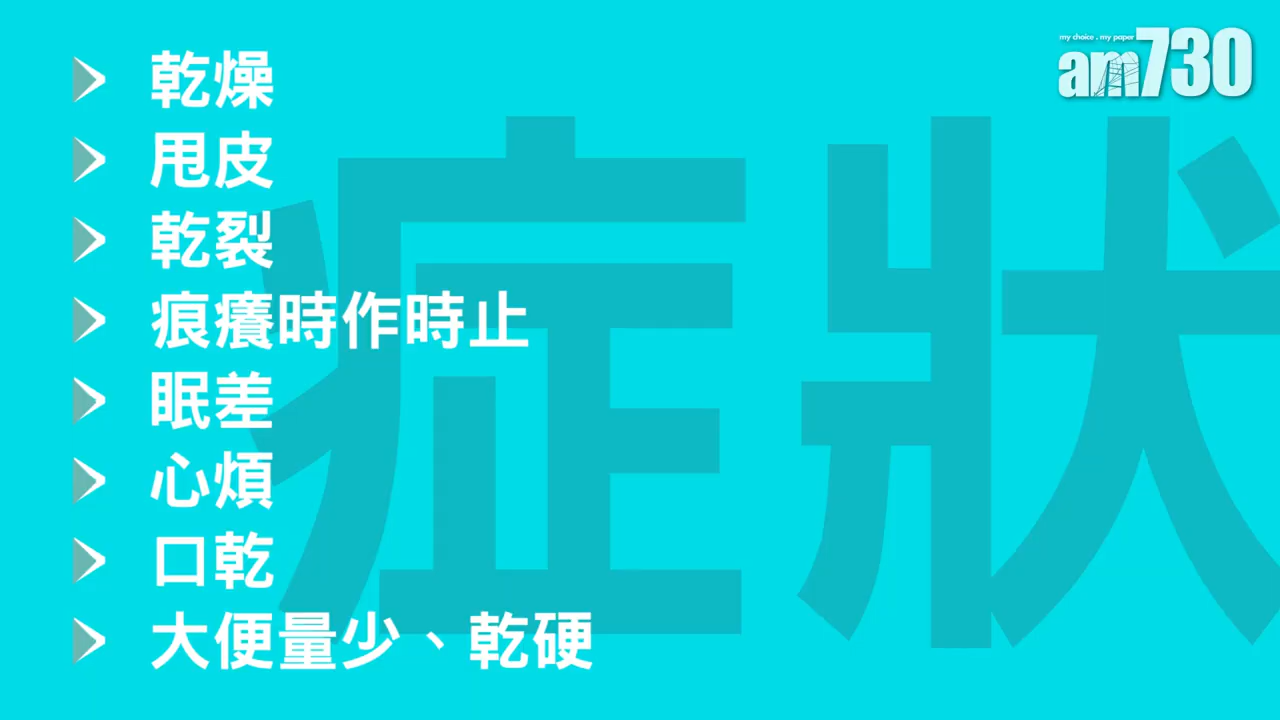 my choice . my paper
am730
症狀
乾燥
甩皮
乾裂
痕癢時作時止
眠差
心煩
口乾
大便量少、乾硬